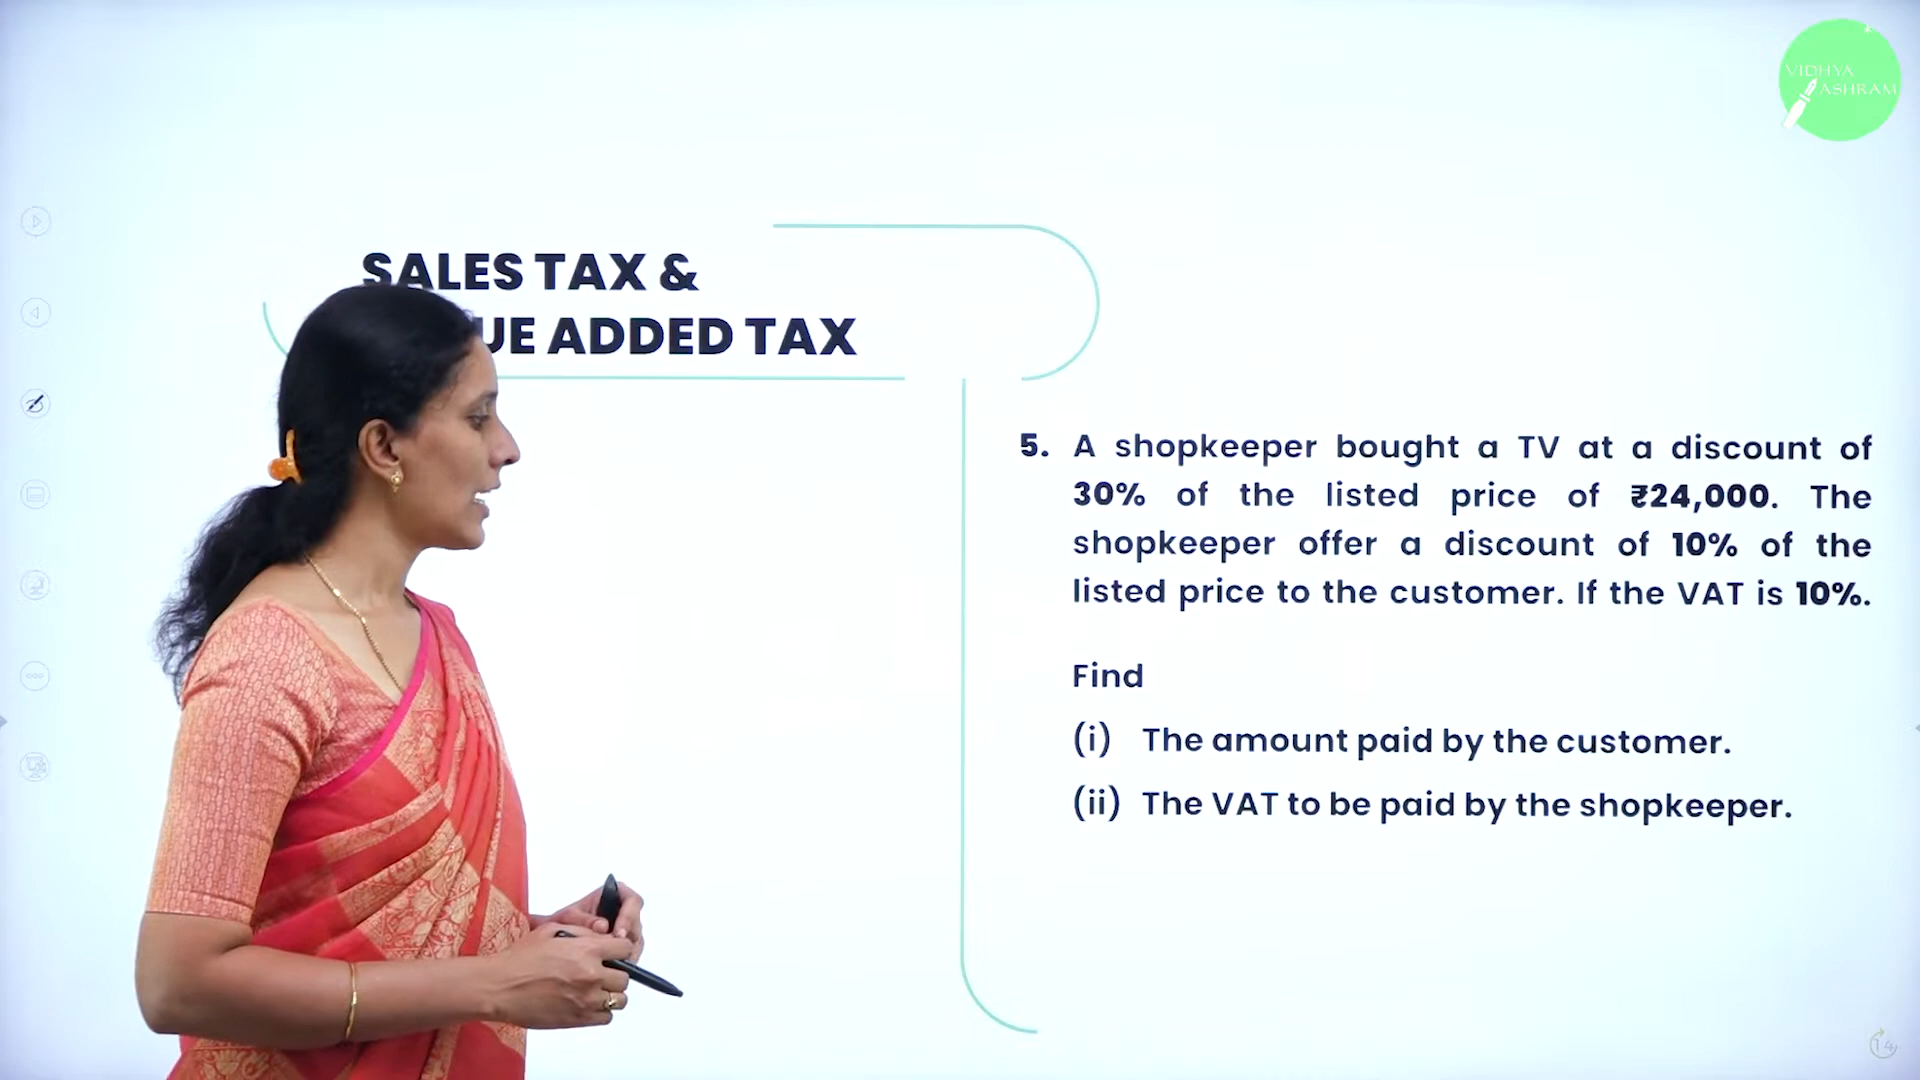 VIDHYA
ASHRAM
SALES TAX &
UE ADDED TAX
5. A shopkeeper bought a TV at a discount of
30% of the listed price of ₹24,000. The
shopkeeper offer a discount of 10% of the
listed price to the customer. If the VAT is 10%.
Find
(i) The amount paid by the customer.
(ii) The VAT to be paid by the shopkeeper.
14